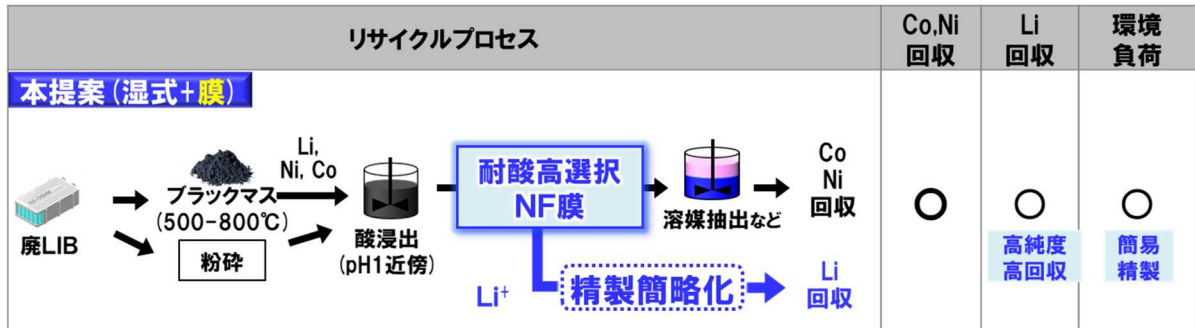 リサイクルプロセス
Co,Ni
回収
Li
回収
環境
負荷
本提案(湿式+膜)
廃LIB
ブラックマス
(500-800℃)
粉砕
Li,
Ni, Co
酸浸出
(pH1近傍)
耐酸高選択
NF膜
溶媒抽出など
Co
Ni
回収
Li⁺
精製簡略化
Li
回収
○
○
高純度
高回収
○
簡易
精製